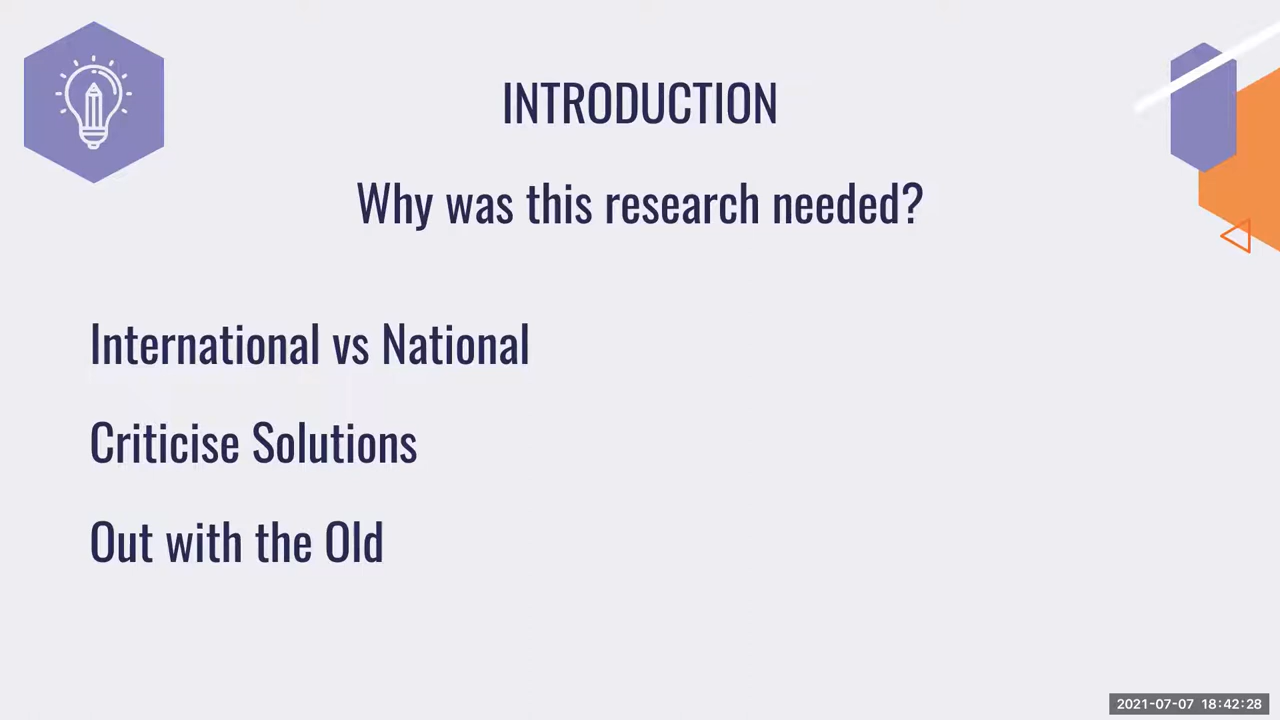 INTRODUCTION
Why was this research needed?
International vs National
Criticise Solutions
Out with the Old
2021-07-07 18:42:28